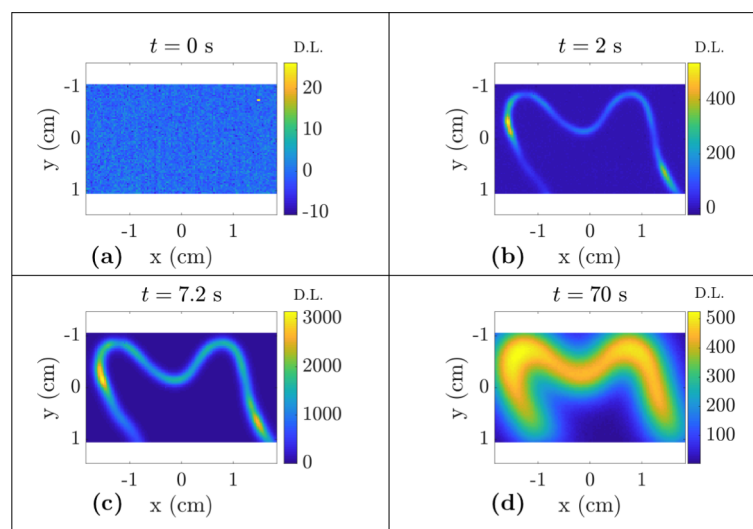 t = 0 s
D.L.
-1
0
1
y (cm)
20
10
0
-10
-1
0
1
(a)
x (cm)
t = 2 s
D.L.
-1
0
1
y (cm)
400
200
0
-1
0
1
(b)
x (cm)
t = 7.2 s
D.L.
-1
0
1
y (cm)
3000
2000
1000
0
-1
0
1
(c)
x (cm)
t = 70 s
D.L.
-1
0
1
y (cm)
500
400
300
200
100
-1
0
1
(d)
x (cm)